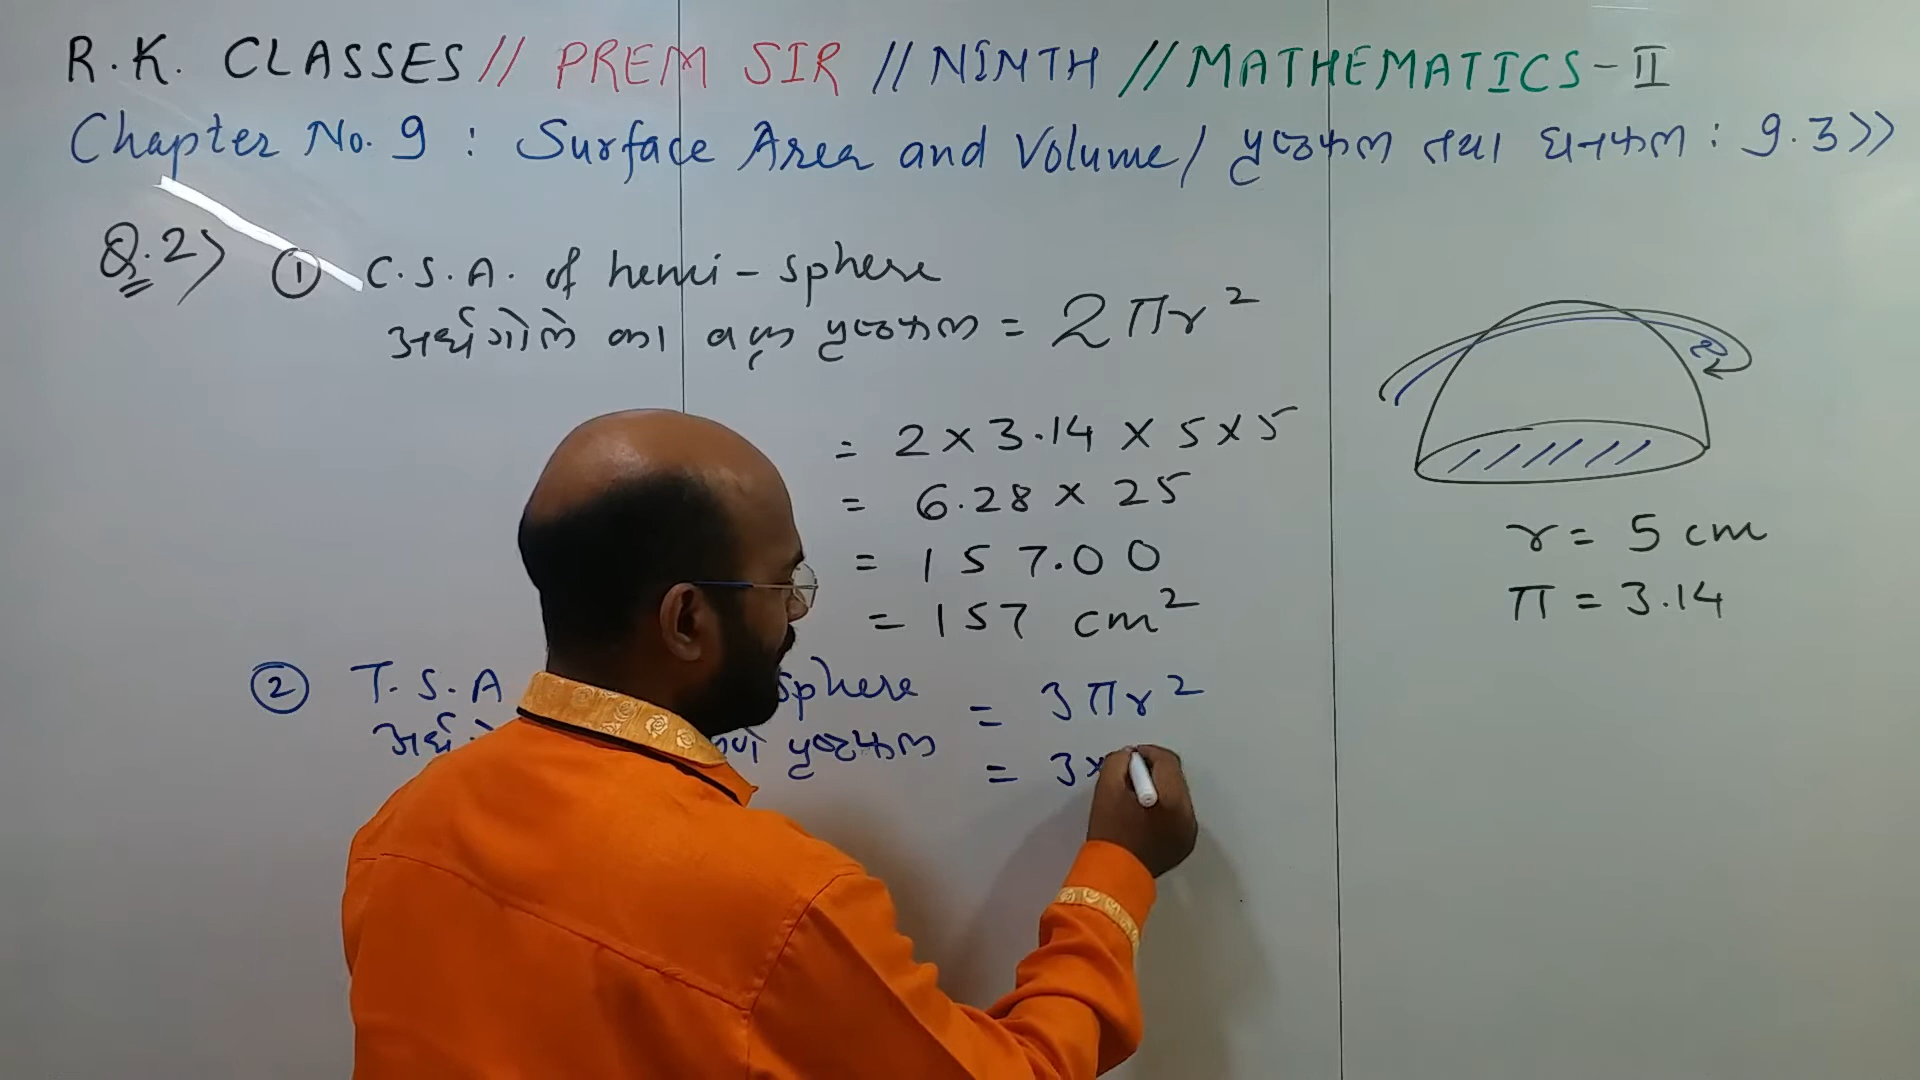 R.K. CLASSES // PREM SIR // NINTH // MATHEMATICS - II
Chapter No. 9 : Surface Area and Volume / पृष्ठफल तथा घनफल : 9.3 >>
Q.2> ① C.S.A. of hemi-sphere
अर्धगोले का वक्र पृष्ठफल = 2πr²
= 2 × 3.14 × 5 × 5
= 6.28 × 25
= 157.00
= 157 cm²
② T.S.A sphere = 3πr²
पृष्ठफल = 3×
2
r = 5 cm
π = 3.14